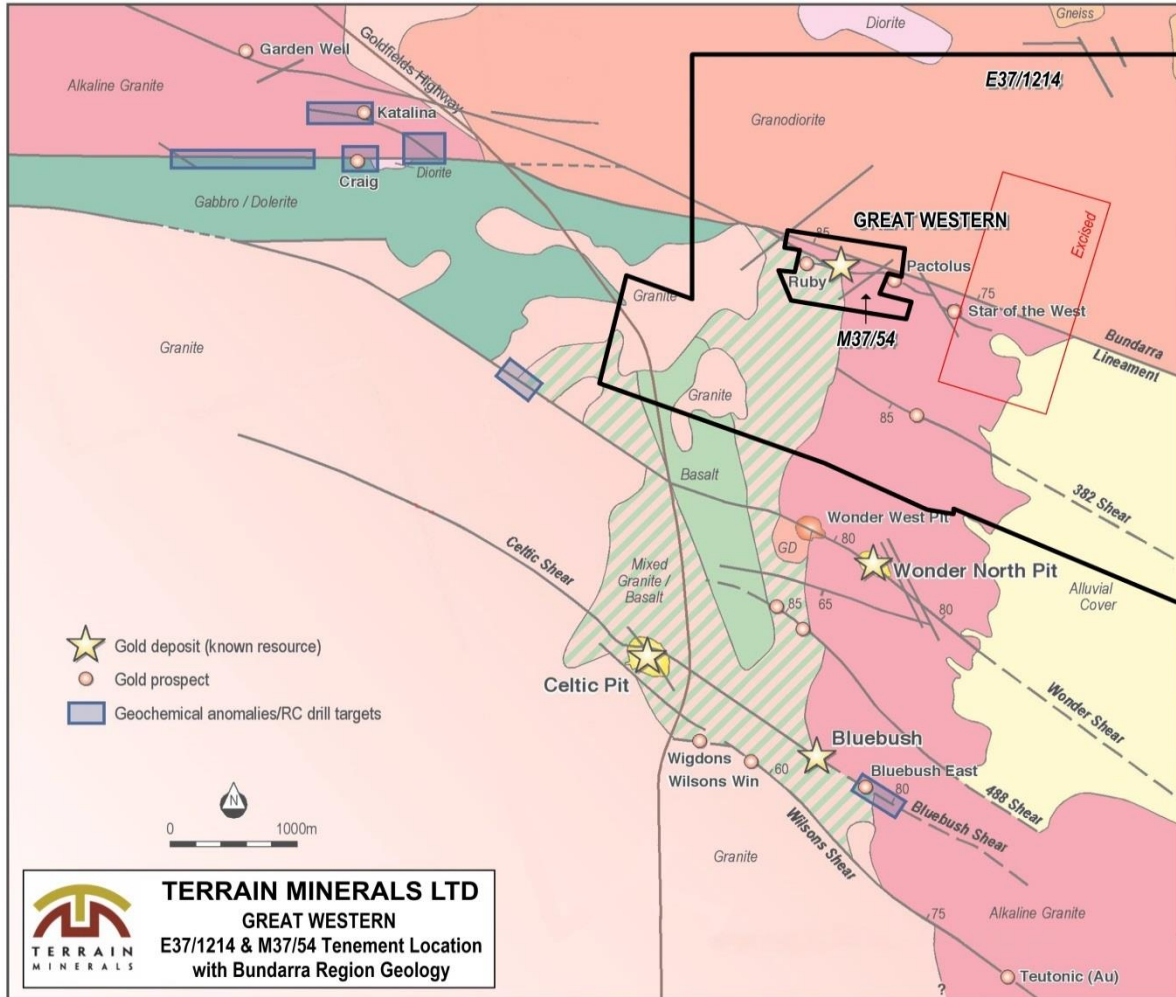 Gneiss
Diorite
Garden Well
Goldfields Highway
E37/1214
Alkaline Granite
Katalina
Granodiorite
Craig
Diorite
Gabbro / Dolerite
Excised
GREAT WESTERN
85
Ruby
Pactolus
75
Star of the West
M37/54
Bundarra
Lineament
Granite
Granite
Granite
85
Basalt
382 Shear
Celtic Shear
Wonder West Pit
GD
80
Wonder North Pit
Mixed
Granite /
Basalt
85
65
80
Alluvial
Cover
Gold deposit (known resource)
Gold prospect
Geochemical anomalies/RC drill targets
Celtic Pit
Wonder Shear
Bluebush
Wigdons
Wilsons Win
60
Bluebush East
80
488 Shear
Bluebush Shear
Wilsons Shear
N
0
1000m
Granite
75
Alkaline Granite
Teutonic (Au)
?
TERRAIN
MINERALS
TERRAIN MINERALS LTD
GREAT WESTERN
E37/1214 & M37/54 Tenement Location
with Bundarra Region Geology